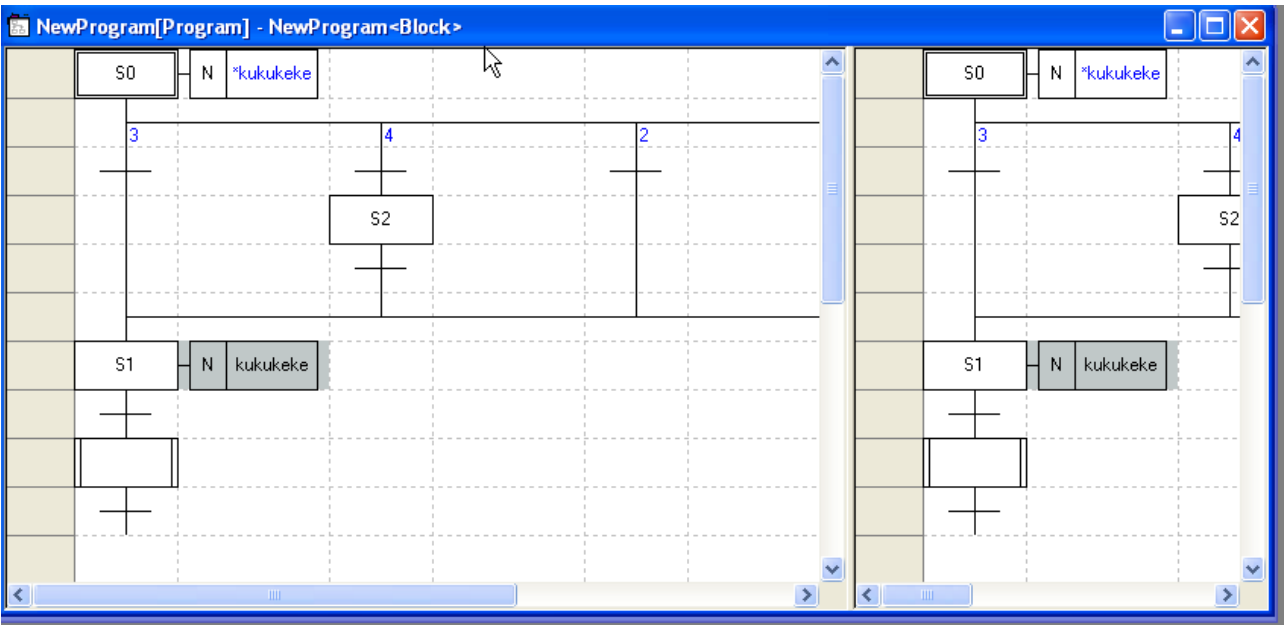 NewProgram[Program] - NewProgram<Block>
S0 N *kukukeke
3 4 2
S2
S1 N kukukeke
S0 N *kukukeke
3 4
S2
S1 N kukukeke